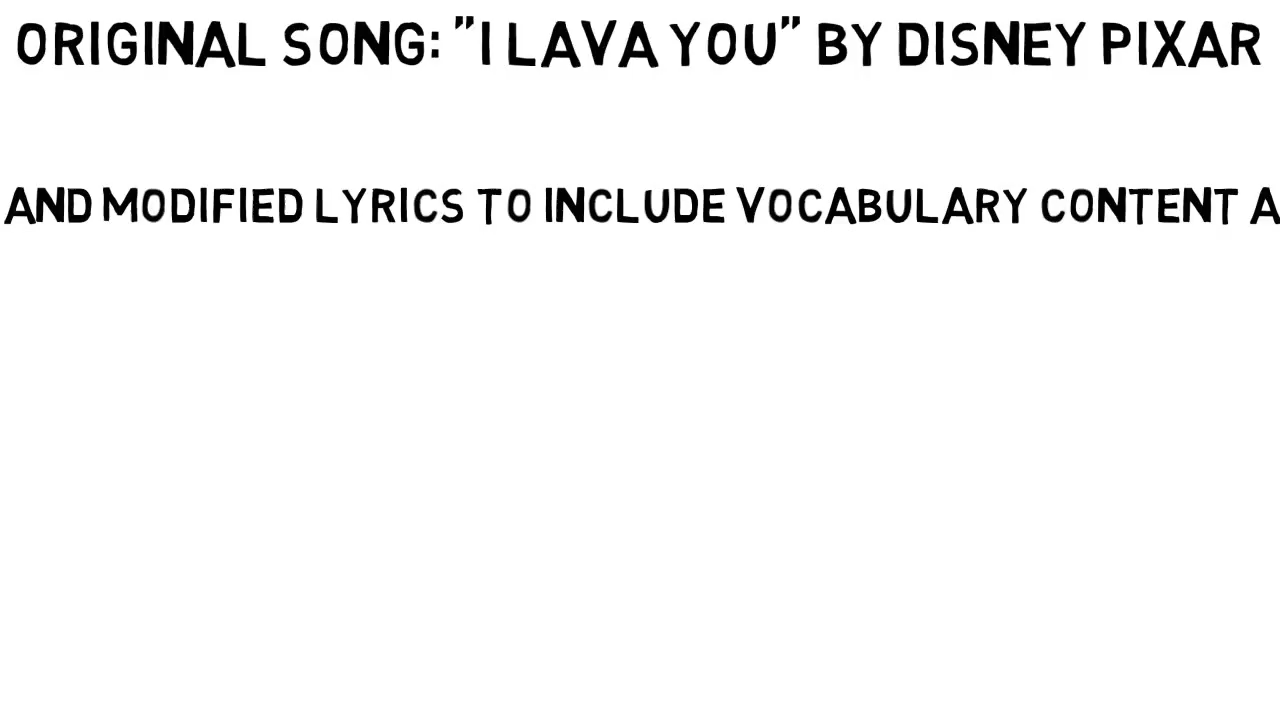 ORIGINAL SONG: "I LAVA YOU" BY DISNEY PIXAR
AND MODIFIED LYRICS TO INCLUDE VOCABULARY CONTENT A